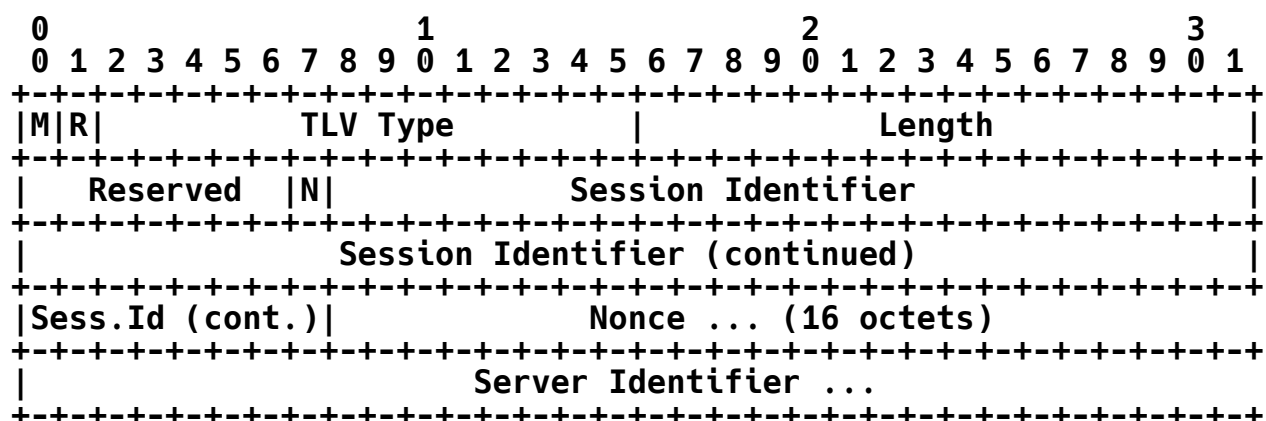 0                   1                   2                   3
 0 1 2 3 4 5 6 7 8 9 0 1 2 3 4 5 6 7 8 9 0 1 2 3 4 5 6 7 8 9 0 1
+-+-+-+-+-+-+-+-+-+-+-+-+-+-+-+-+-+-+-+-+-+-+-+-+-+-+-+-+-+-+-+-+
|M|R|          TLV Type         |            Length             |
+-+-+-+-+-+-+-+-+-+-+-+-+-+-+-+-+-+-+-+-+-+-+-+-+-+-+-+-+-+-+-+-+
|   Reserved  |N|            Session Identifier                 |
+-+-+-+-+-+-+-+-+-+-+-+-+-+-+-+-+-+-+-+-+-+-+-+-+-+-+-+-+-+-+-+-+
|                Session Identifier (continued)                 |
+-+-+-+-+-+-+-+-+-+-+-+-+-+-+-+-+-+-+-+-+-+-+-+-+-+-+-+-+-+-+-+-+
|Sess.Id (cont.)|             Nonce ... (16 octets)
+-+-+-+-+-+-+-+-+-+-+-+-+-+-+-+-+-+-+-+-+-+-+-+-+-+-+-+-+-+-+-+-+
|                       Server Identifier ...
+-+-+-+-+-+-+-+-+-+-+-+-+-+-+-+-+-+-+-+-+-+-+-+-+-+-+-+-+-+-+-+-+